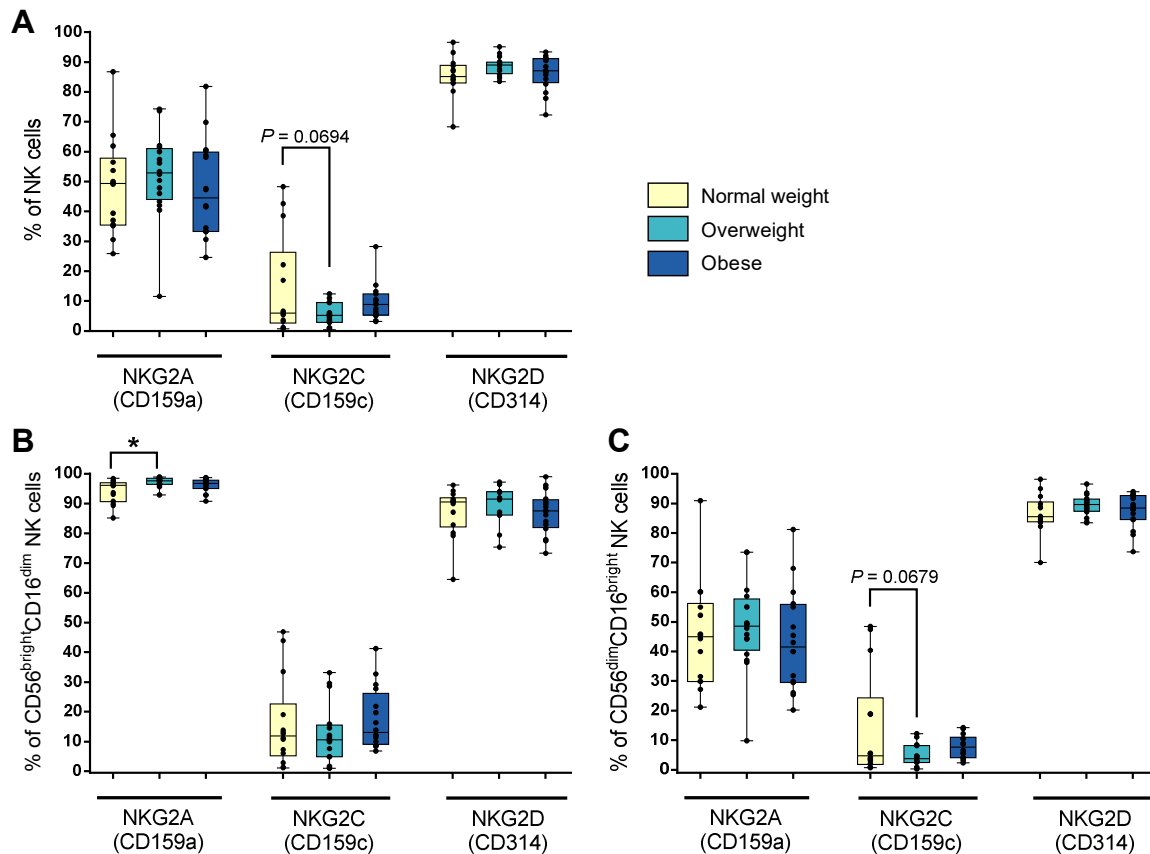 A
100
90
80
70
60
50
40
30
20
10
0
% of NK cells
P = 0.0694
NKG2A
(CD159a)
NKG2C
(CD159c)
NKG2D
(CD314)
Normal weight
Overweight
Obese
B
100
90
80
70
60
50
40
30
20
10
0
% of CD56brightCD16dim NK cells
*
NKG2A
(CD159a)
NKG2C
(CD159c)
NKG2D
(CD314)
C
100
90
80
70
60
50
40
30
20
10
0
% of CD56dimCD16bright NK cells
P = 0.0679
NKG2A
(CD159a)
NKG2C
(CD159c)
NKG2D
(CD314)